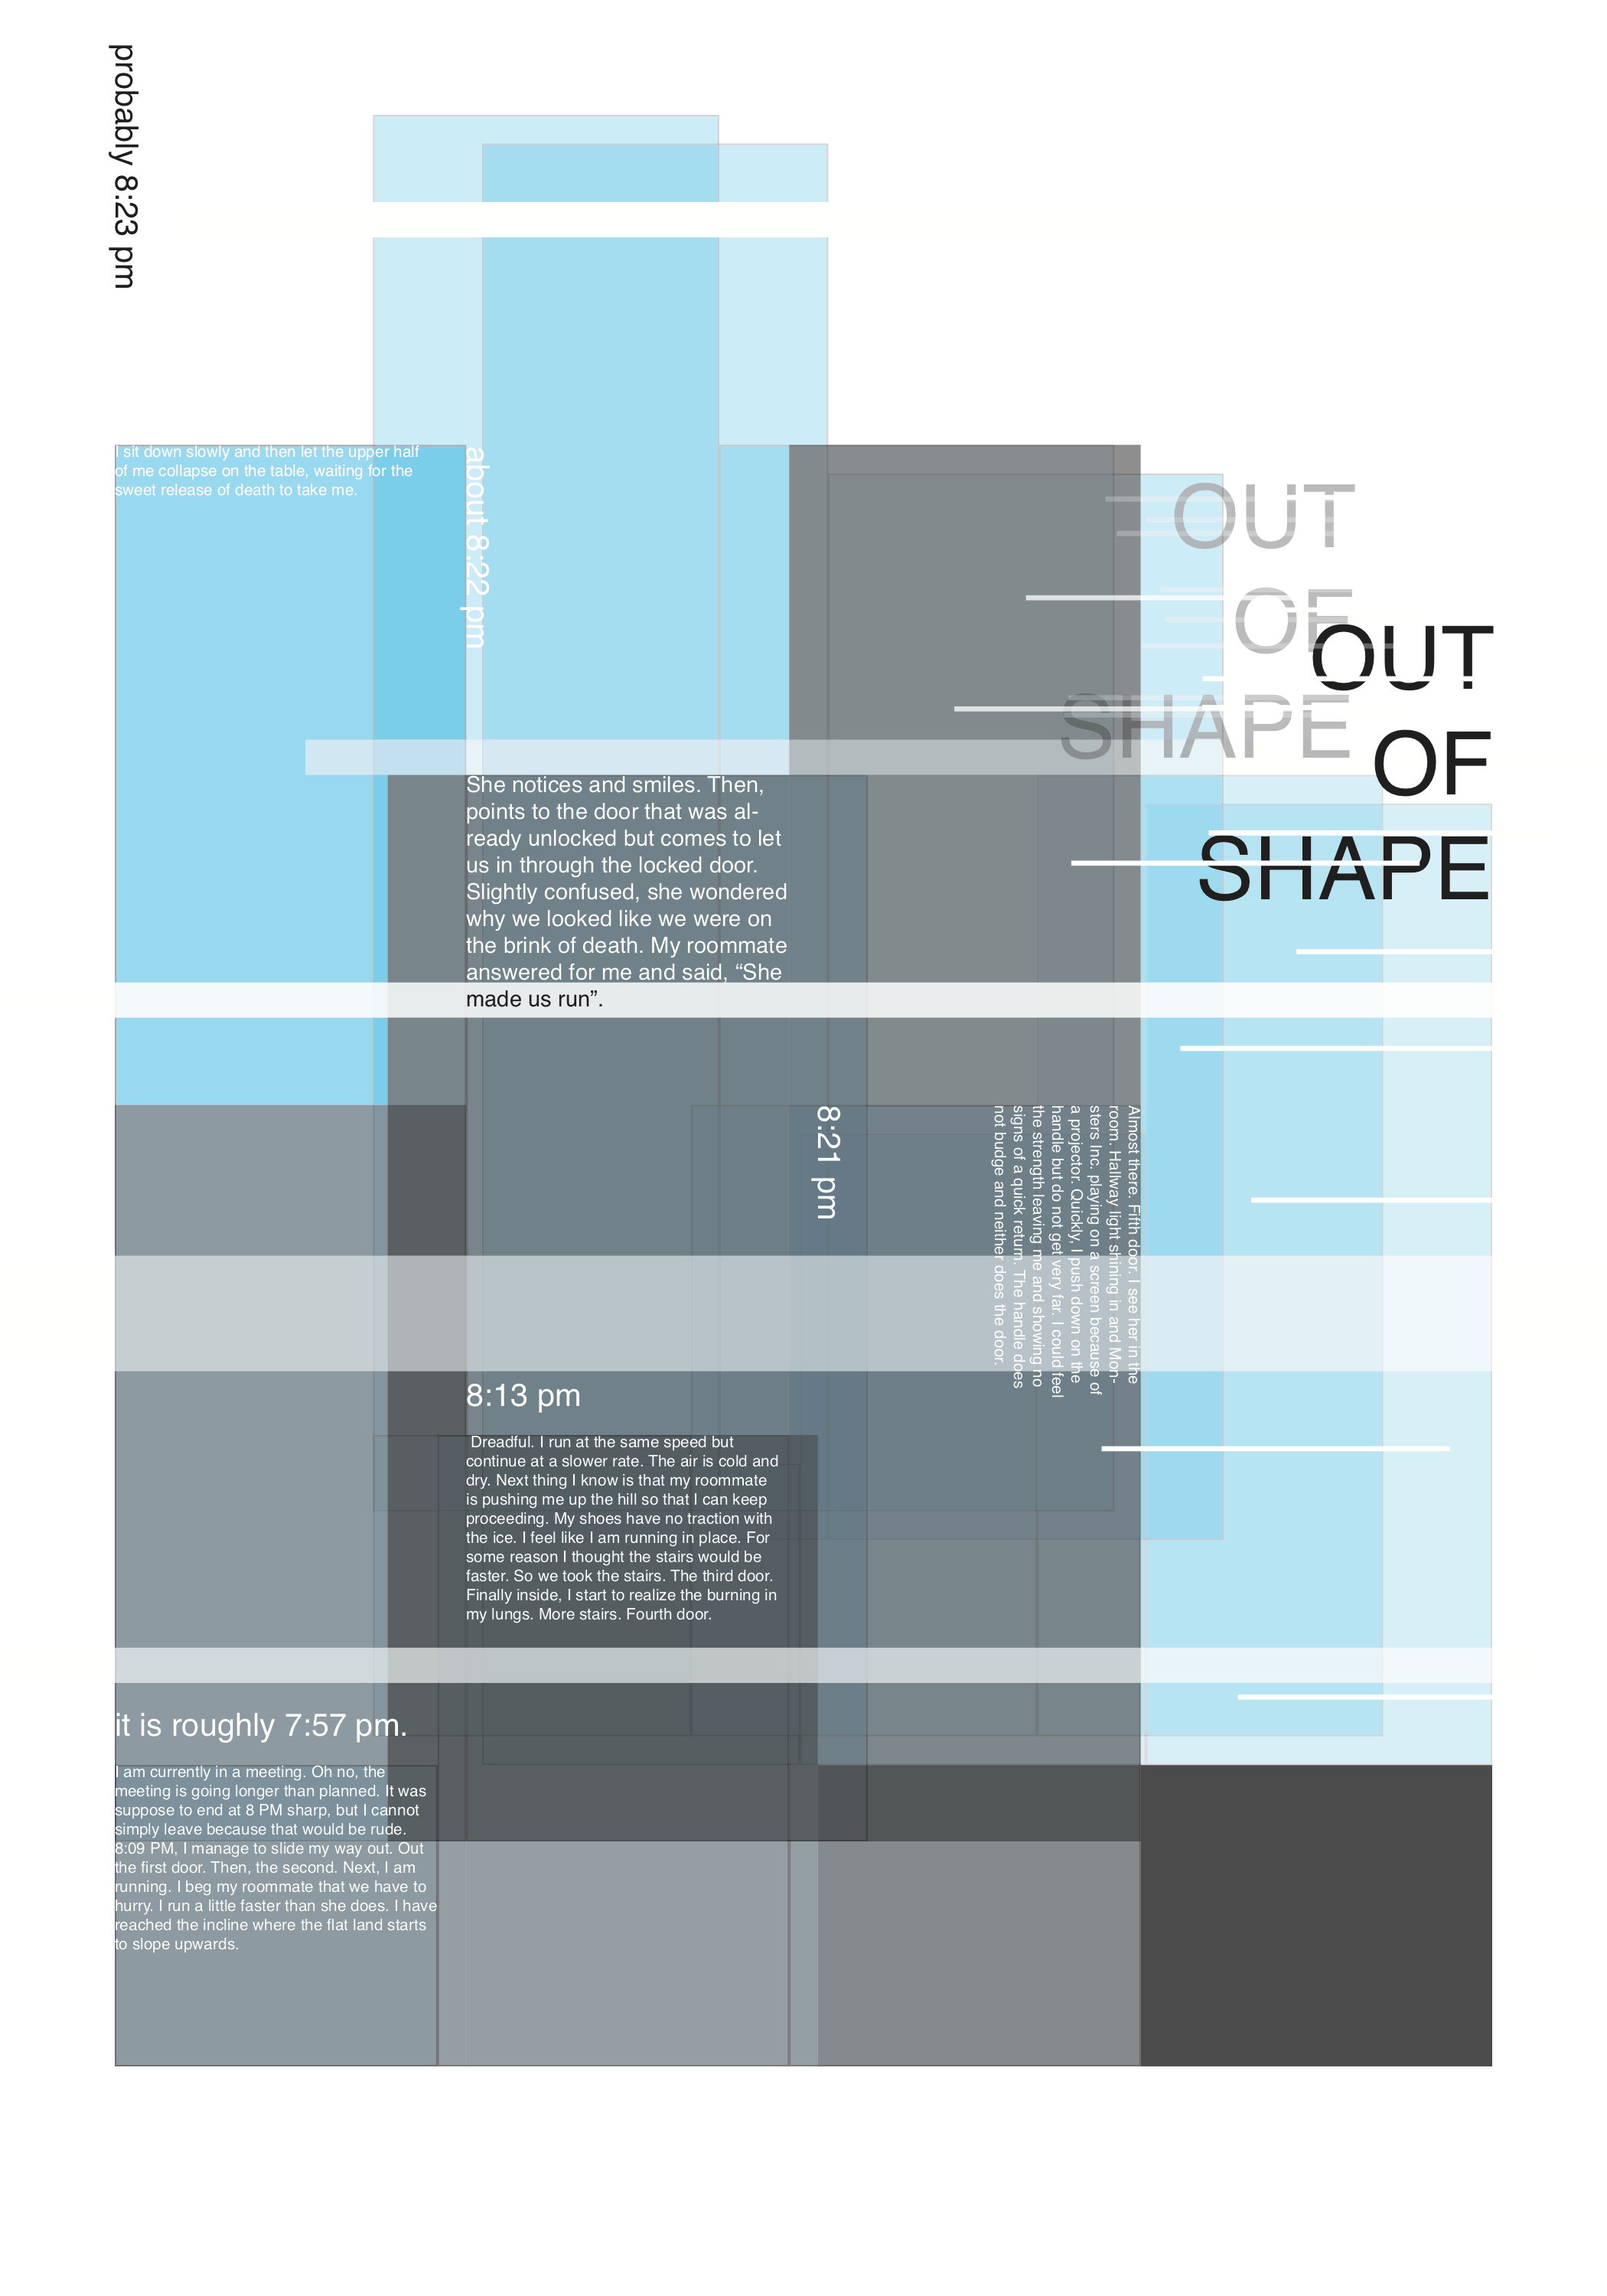 probably 8:23 pm
I sit down slowly and then let the upper half
of me collapse on the table, waiting for the
sweet release of death to take me.
about 8:22 pm
OUT
OF
SHAPE
OUT
OF
SHAPE
She notices and smiles. Then,
points to the door that was al-
ready unlocked but comes to let
us in through the locked door.
Slightly confused, she wondered
why we looked like we were on
the brink of death. My roommate
answered for me and said, “She
made us run”.
8:21 pm
Almost there. Fifth door. I see her in the
room. Hallway light shining in and Mon-
sters Inc. playing on a screen because of
a projector. Quickly, I push down on the
handle but do not get very far. I could feel
the strength leaving me and showing no
signs of a quick return. The handle does
not budge and neither does the door.
8:13 pm
Dreadful. I run at the same speed but
continue at a slower rate. The air is cold and
dry. Next thing I know is that my roommate
is pushing me up the hill so that I can keep
proceeding. My shoes have no traction with
the ice. I feel like I am running in place. For
some reason I thought the stairs would be
faster. So we took the stairs. The third door.
Finally inside, I start to realize the burning in
my lungs. More stairs. Fourth door.
it is roughly 7:57 pm.
I am currently in a meeting. Oh no, the
meeting is going longer than planned. It was
suppose to end at 8 PM sharp, but I cannot
simply leave because that would be rude.
8:09 PM, I manage to slide my way out. Out
the first door. Then, the second. Next, I am
running. I beg my roommate that we have to
hurry. I run a little faster than she does. I have
reached the incline where the flat land starts
to slope upwards.